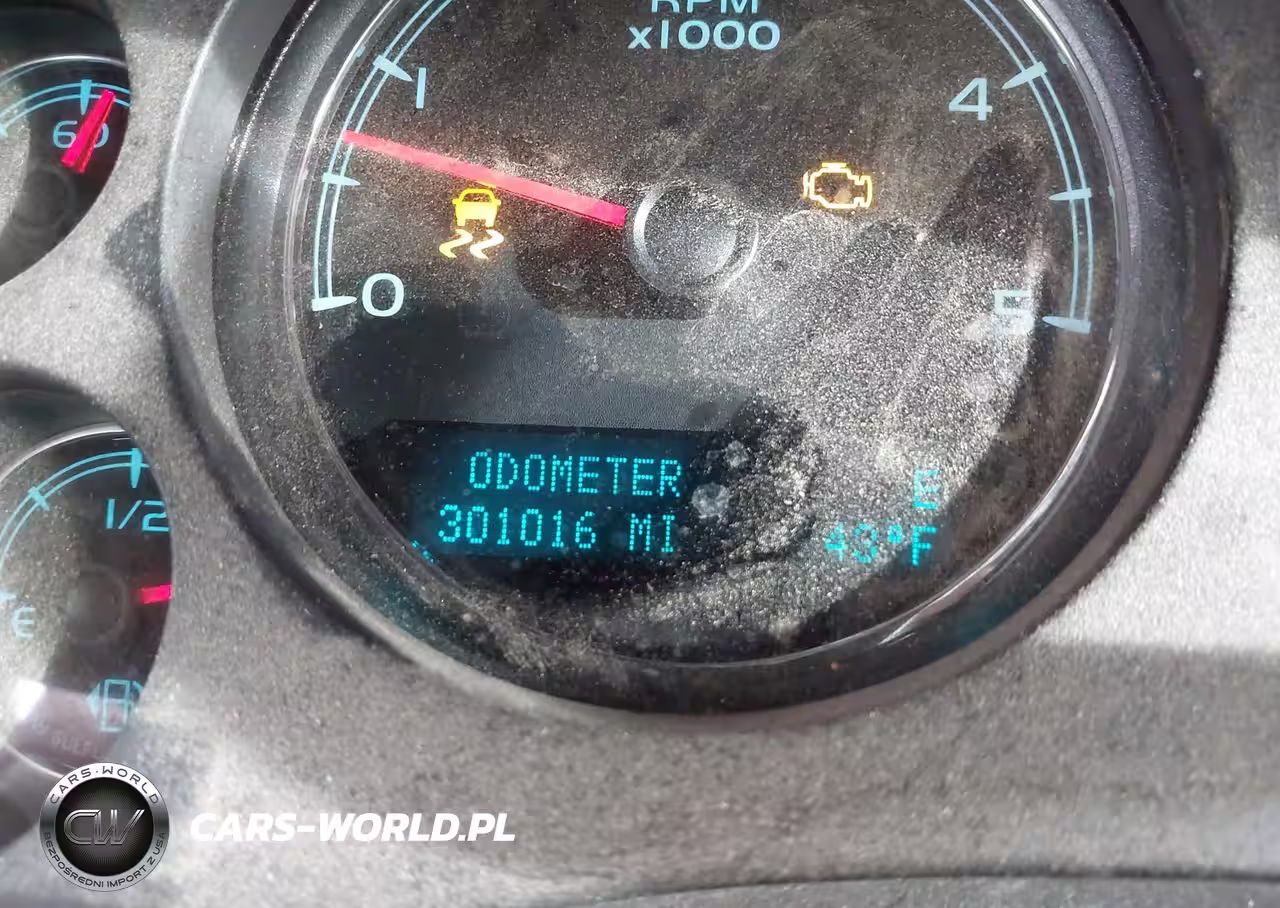 RPM
x1000
1
4
60
0
5
1/2
ODOMETER
E
301016 MI
43°F
E
CARS-WORLD
CW
BEZPOŚREDNI IMPORT Z USA
CARS-WORLD.PL